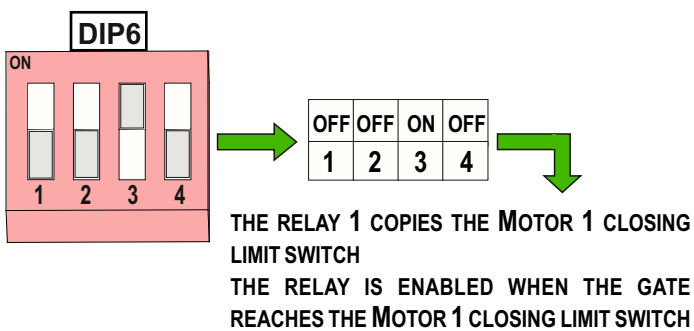 DIP6
ON
1 2 3 4
OFF OFF ON OFF
1 2 3 4
THE RELAY 1 COPIES THE MOTOR 1 CLOSING
LIMIT SWITCH
THE RELAY IS ENABLED WHEN THE GATE
REACHES THE MOTOR 1 CLOSING LIMIT SWITCH